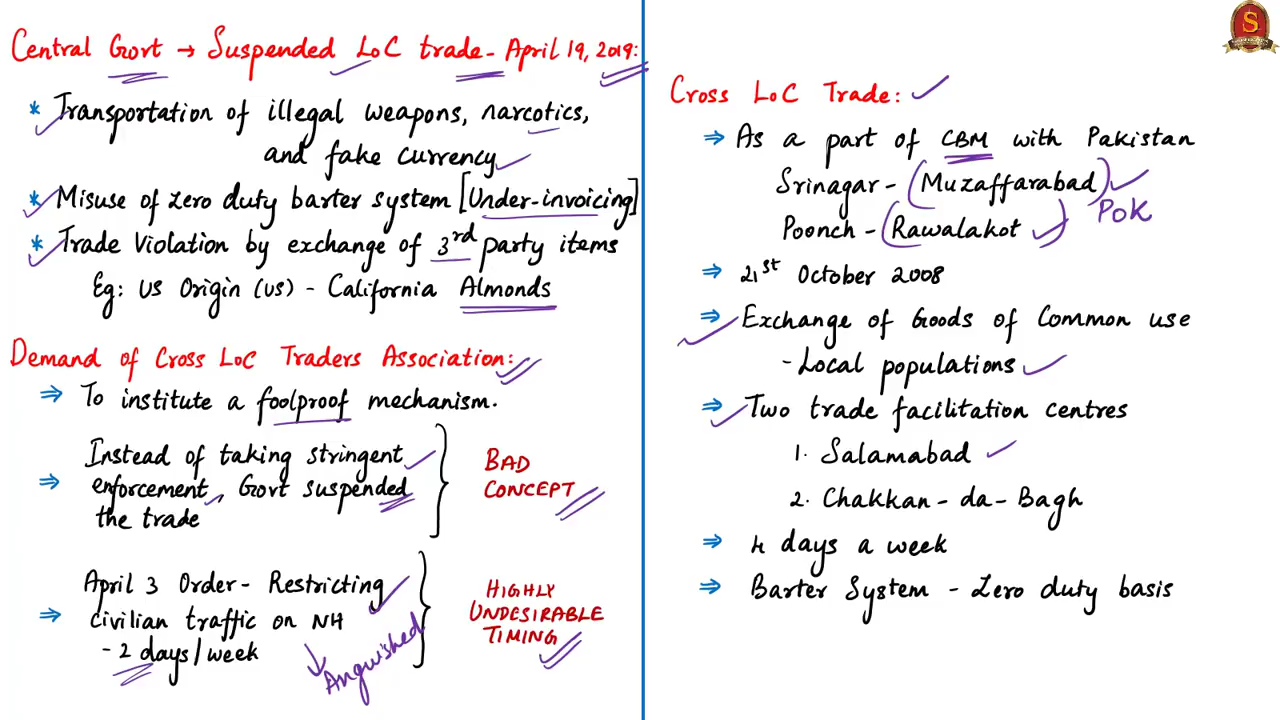 Central Govt → Suspended LoC trade - April 19, 2019:
* Transportation of illegal weapons, narcotics,
and fake currency
* Misuse of zero duty barter system [Under-invoicing]
* Trade Violation by exchange of 3rd party items
Eg: US Origin (US) - California Almonds
Demand of Cross LoC Traders Association:
⇒ To institute a foolproof mechanism.
Instead of taking stringent
⇒ enforcement, Govt suspended
the trade
BAD
CONCEPT
April 3 Order - Restricting
⇒ civilian traffic on NH
- 2 days/week
Anguished
HIGHLY
UNDESIRABLE
TIMING
Cross LoC Trade:
⇒ As a part of CBM with Pakistan
Srinagar - (Muzaffarabad)
Poonch - (Rawalakot)
PoK
⇒ 21st October 2008
⇒ Exchange of Goods of Common use
- Local populations
⇒ Two trade facilitation centres
1. Salamabad
2. Chakkan-da-Bagh
⇒ 4 days a week
⇒ Barter System - Zero duty basis
S